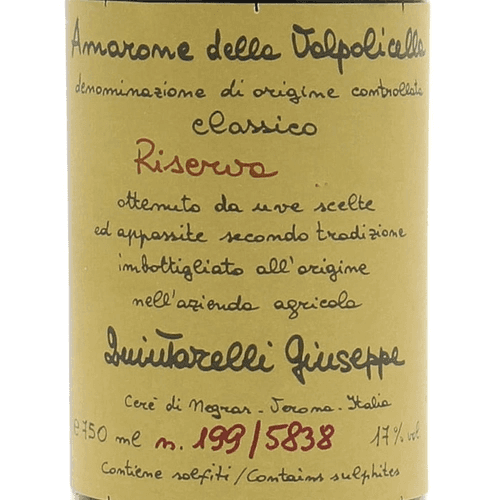 Amarone della Valpolicella
denominazione di origine controllata
classico
Riserva
ottenuto da uve scelte
ed appassite secondo tradizione
imbottigliato all'origine
nell'azienda agricola
Quintarelli Giuseppe
Cerè di Negrar - Verona - Italia
e 750 ml n. 199/5838 17% vol
Contiene solfiti/Contains sulphites